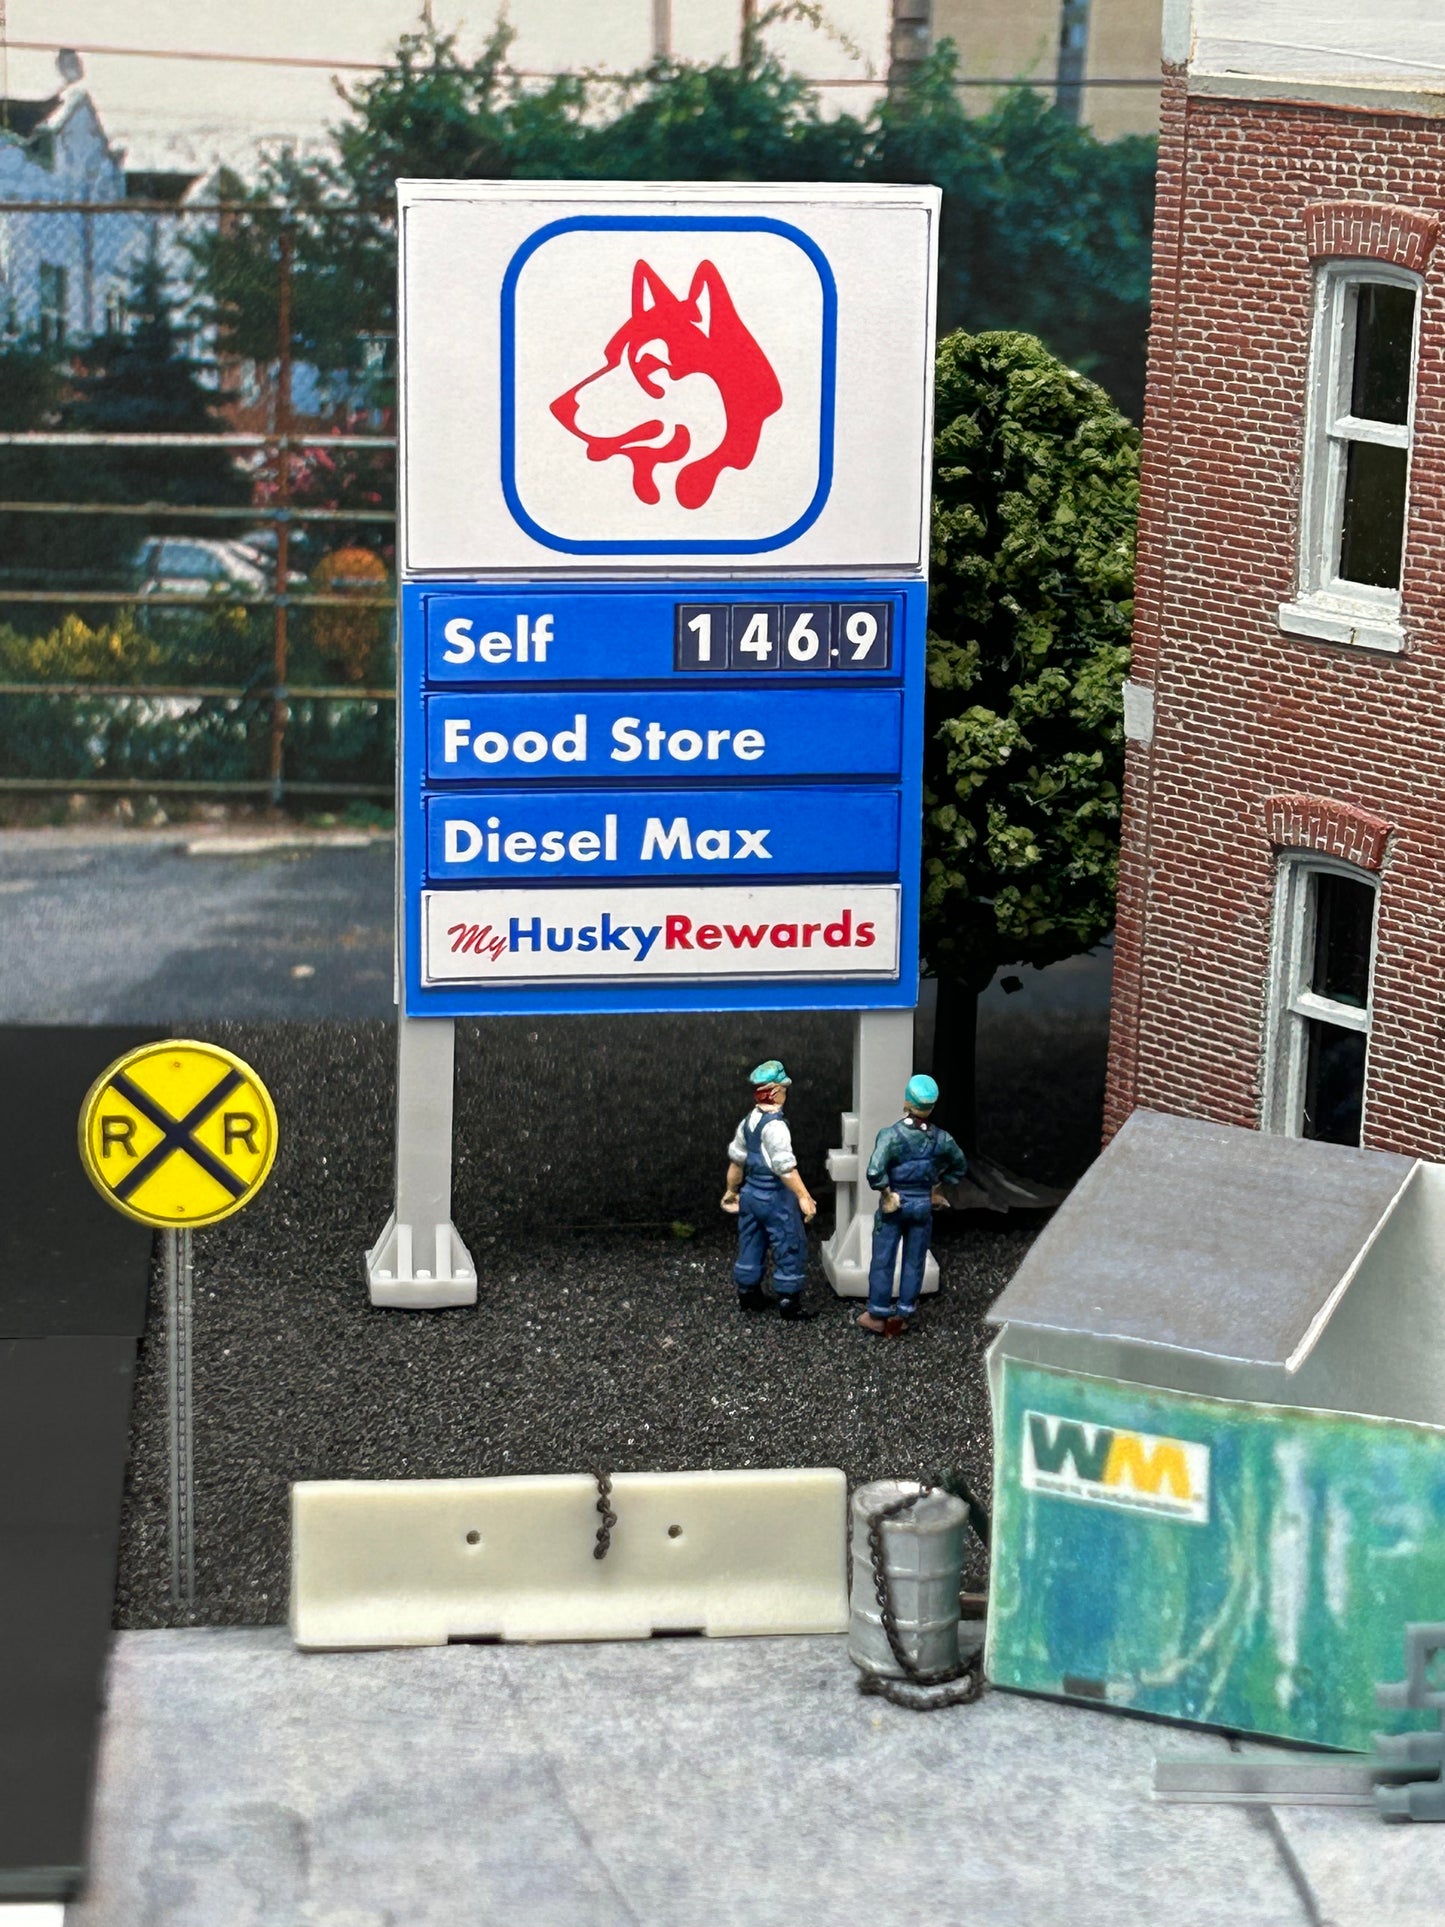 Self 146.9
Food Store
Diesel Max
MyHuskyRewards
R R
WM